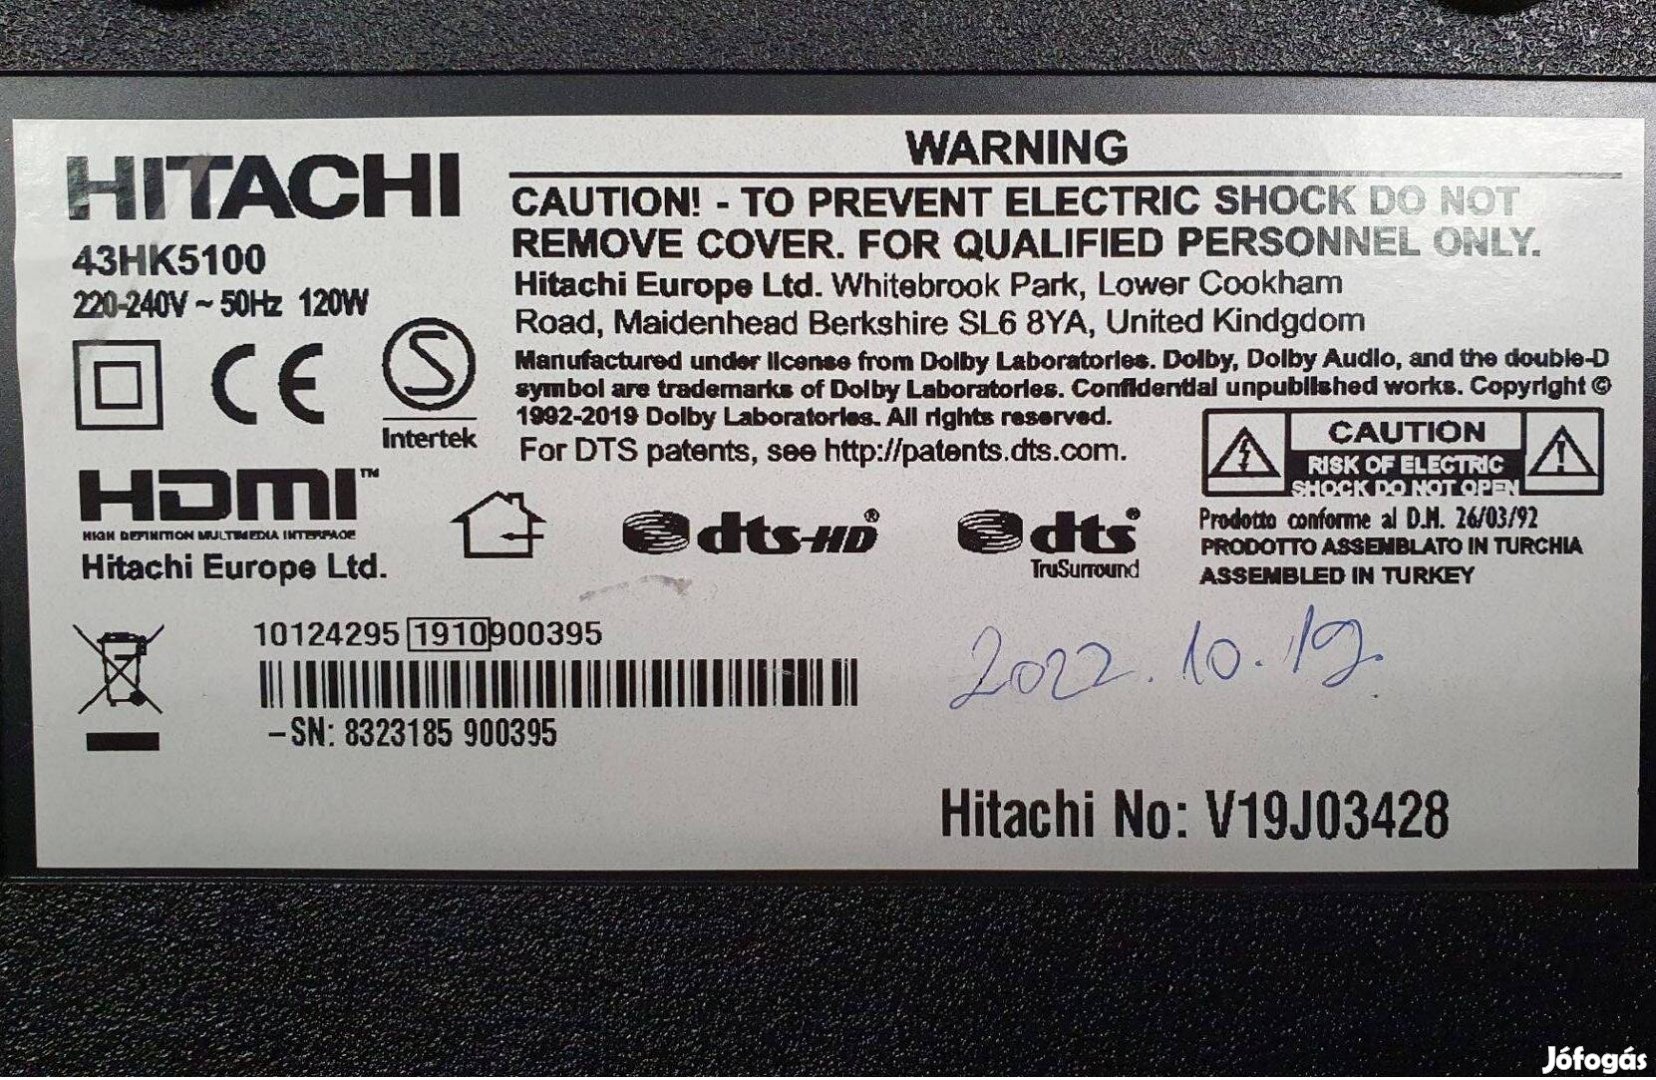 HITACHI
43HK5100
220-240V ~ 50Hz 120W
Intertek
HDMI™
HIGH DEFINITION MULTIMEDIA INTERFACE
Hitachi Europe Ltd.
WARNING
CAUTION! - TO PREVENT ELECTRIC SHOCK DO NOT
REMOVE COVER. FOR QUALIFIED PERSONNEL ONLY.
Hitachi Europe Ltd. Whitebrook Park, Lower Cookham
Road, Maidenhead Berkshire SL6 8YA, United Kindgdom
Manufactured under license from Dolby Laboratories. Dolby, Dolby Audio, and the double-D
symbol are trademarks of Dolby Laboratories. Confidential unpublished works. Copyright ©
1992-2019 Dolby Laboratories. All rights reserved.
For DTS patents, see http://patents.dts.com.
CAUTION
RISK OF ELECTRIC
SHOCK DO NOT OPEN
dts-HD®
dts®
TruSurround
Prodotto conforme al D.M. 26/03/92
PRODOTTO ASSEMBLATO IN TURCHIA
ASSEMBLED IN TURKEY
10124295 1910 900395
-SN: 8323185 900395
2022.10.19.
Hitachi No: V19J03428
Jófogás